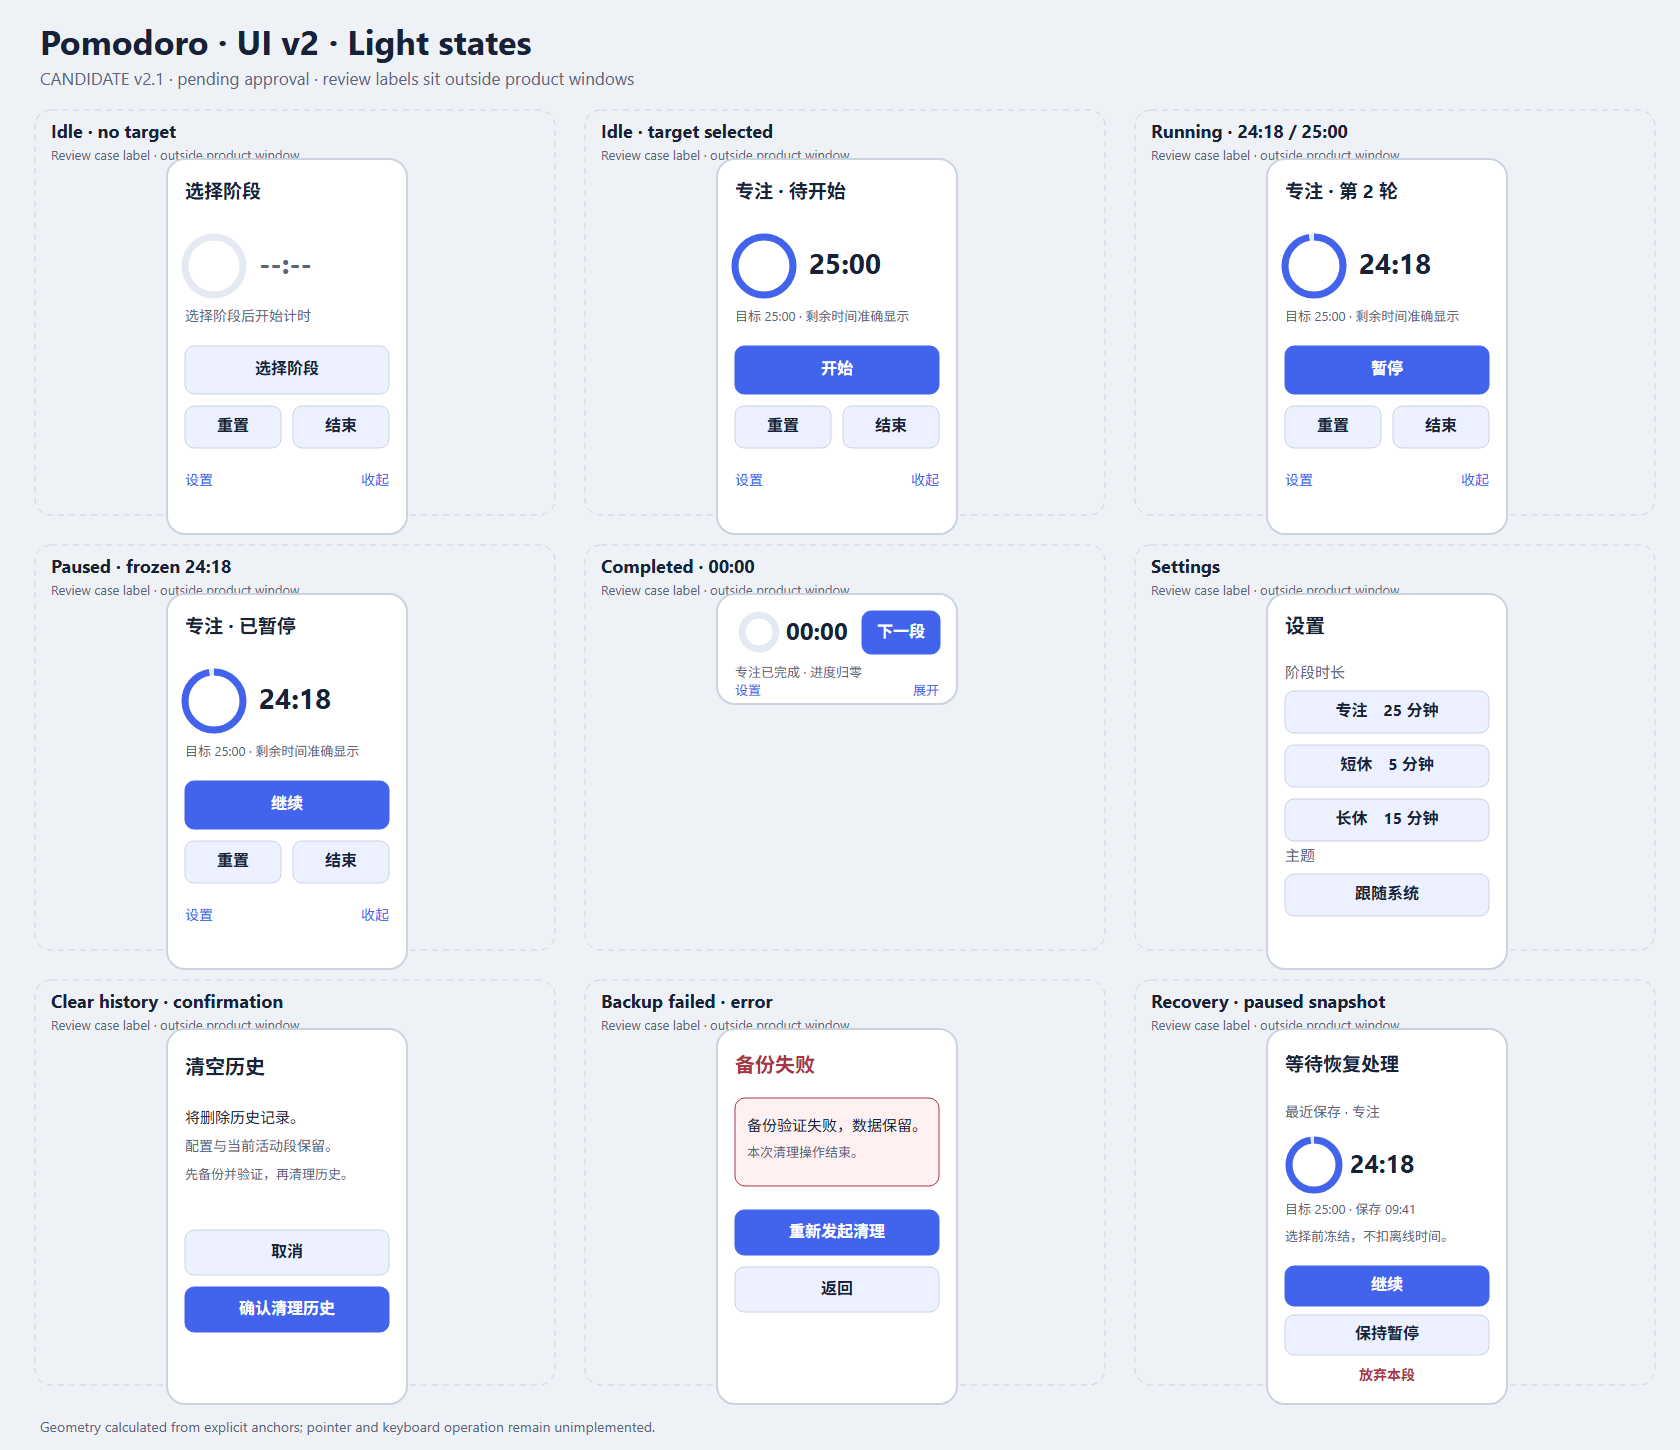 Pomodoro · UI v2 · Light states
CANDIDATE v2.1 · pending approval · review labels sit outside product windows
Idle · no target
Review case label · outside product window
选择阶段
--:--
选择阶段后开始计时
选择阶段
重置
结束
设置
收起
Idle · target selected
Review case label · outside product window
专注 · 待开始
25:00
目标 25:00 · 剩余时间准确显示
开始
重置
结束
设置
收起
Running · 24:18 / 25:00
Review case label · outside product window
专注 · 第 2 轮
24:18
目标 25:00 · 剩余时间准确显示
暂停
重置
结束
设置
收起
Paused · frozen 24:18
Review case label · outside product window
专注 · 已暂停
24:18
目标 25:00 · 剩余时间准确显示
继续
重置
结束
设置
收起
Completed · 00:00
Review case label · outside product window
00:00
下一段
专注已完成 · 进度归零
设置
展开
Settings
Review case label · outside product window
设置
阶段时长
专注 25 分钟
短休 5 分钟
长休 15 分钟
主题
跟随系统
Clear history · confirmation
Review case label · outside product window
清空历史
将删除历史记录。
配置与当前活动段保留。
先备份并验证，再清理历史。
取消
确认清理历史
Backup failed · error
Review case label · outside product window
备份失败
备份验证失败，数据保留。
本次清理操作结束。
重新发起清理
返回
Recovery · paused snapshot
Review case label · outside product window
等待恢复处理
最近保存 · 专注
24:18
目标 25:00 · 保存 09:41
选择前冻结，不扣离线时间。
继续
保持暂停
放弃本段
Geometry calculated from explicit anchors; pointer and keyboard operation remain unimplemented.